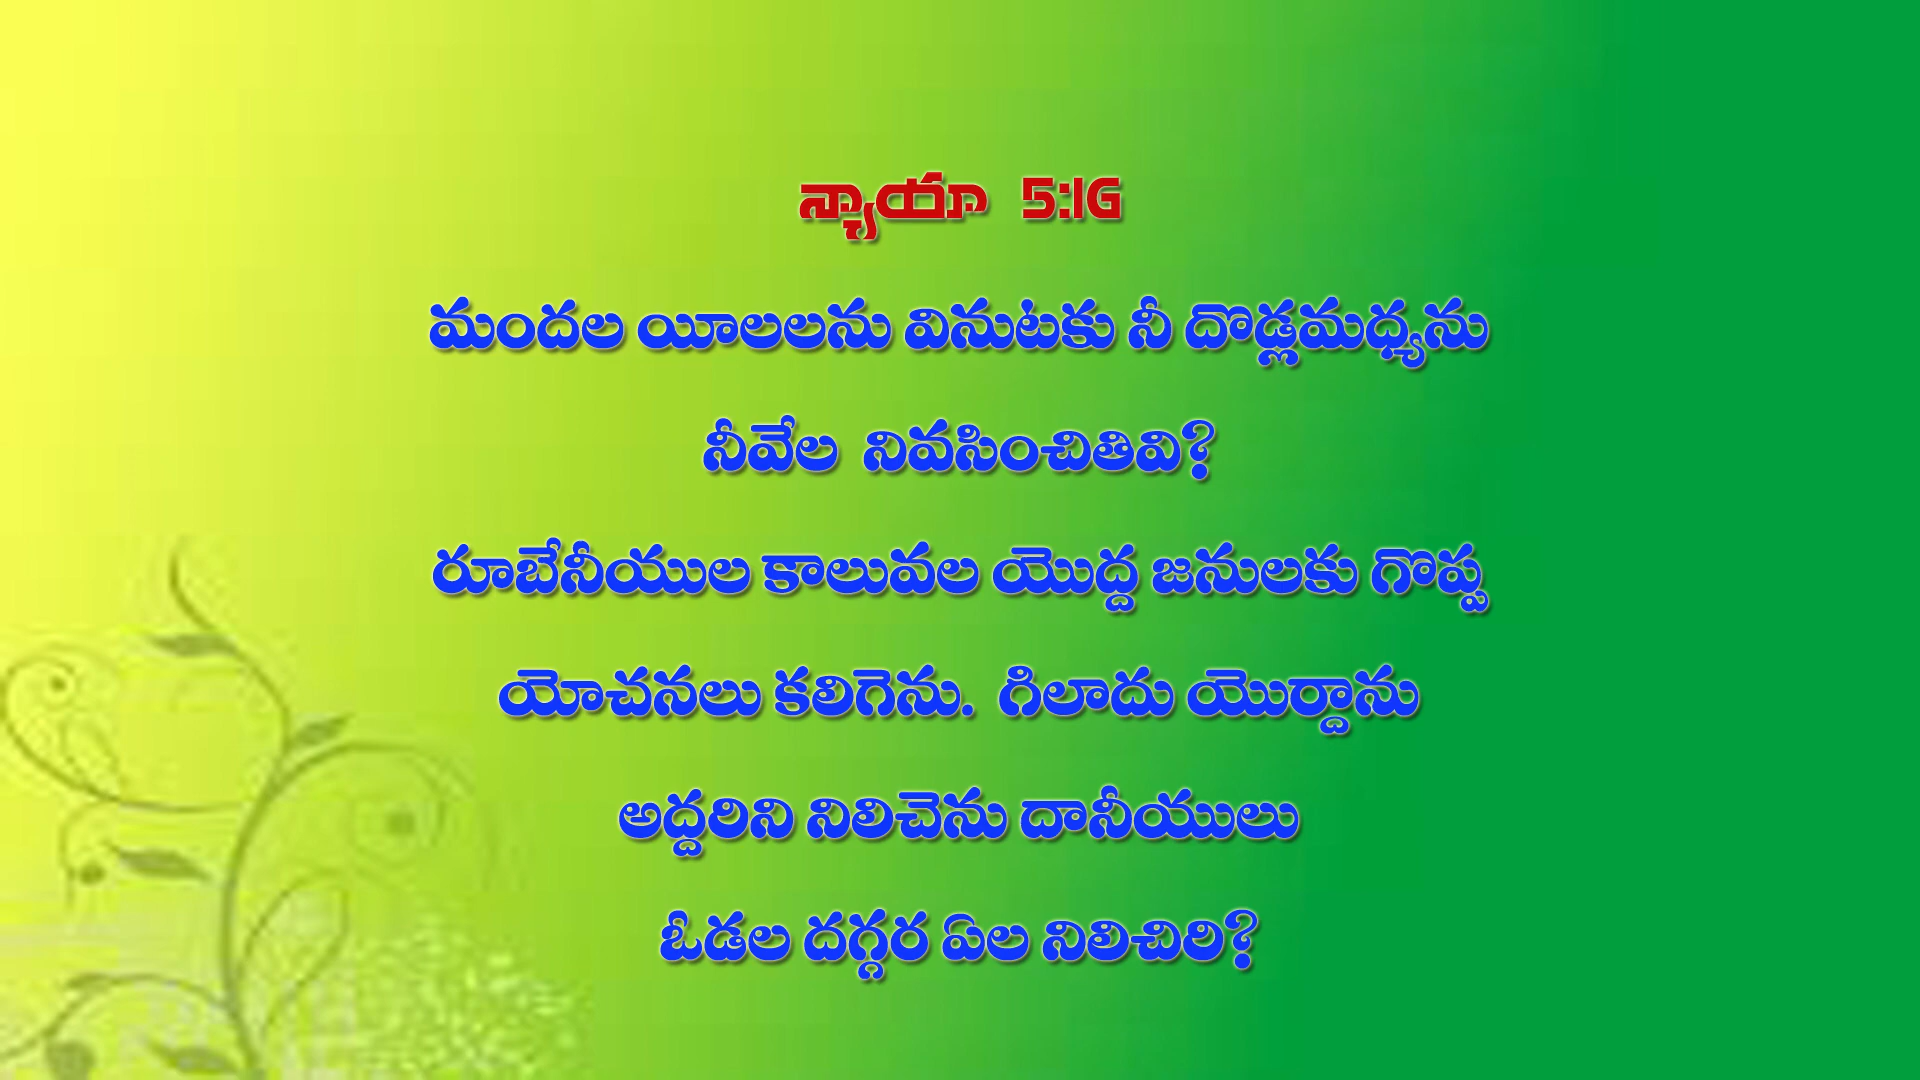 న్యాయా 5:16
మందల యీలలను వినుటకు నీ దొడ్లమధ్యను
నీవేల నివసించితివి?
రూబేనీయుల కాలువల యొద్ద జనులకు గొప్ప
యోచనలు కలిగెను. గిలాదు యొర్దాను
అద్దరిని నిలిచెను దానీయులు
ఓడల దగ్గర ఏల నిలిచిరి?